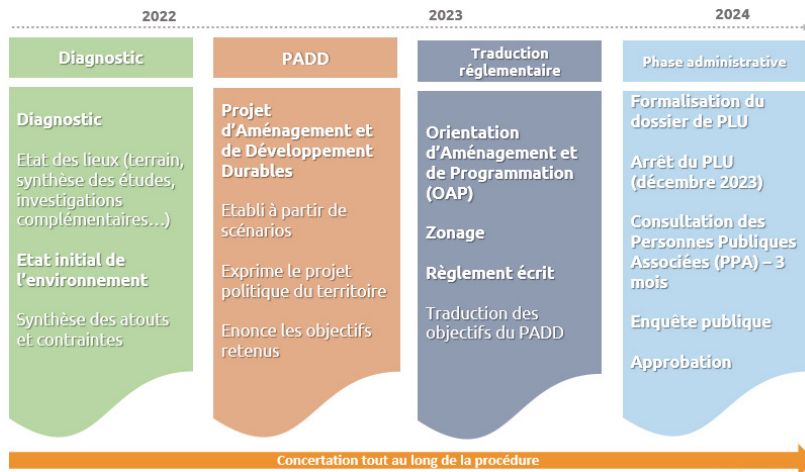 2022
2023
2024
Diagnostic
PADD
Traduction
réglementaire
Phase administrative
Diagnostic
Etat des lieux (terrain,
synthèse des études,
investigations
complémentaires…)
Etat initial de
l'environnement
Synthèse des atouts
et contraintes
Projet
d'Aménagement et
de Développement
Durables
Etabli à partir de
scénarios
Exprime le projet
politique du territoire
Enonce les objectifs
retenus
Orientation
d'Aménagement et
de Programmation
(OAP)
Zonage
Règlement écrit
Traduction des
objectifs du PADD
Formalisation du
dossier de PLU
Arrêt du PLU
(décembre 2023)
Consultation des
Personnes Publiques
Associées (PPA) – 3
mois
Enquête publique
Approbation
Concertation tout au long de la procédure